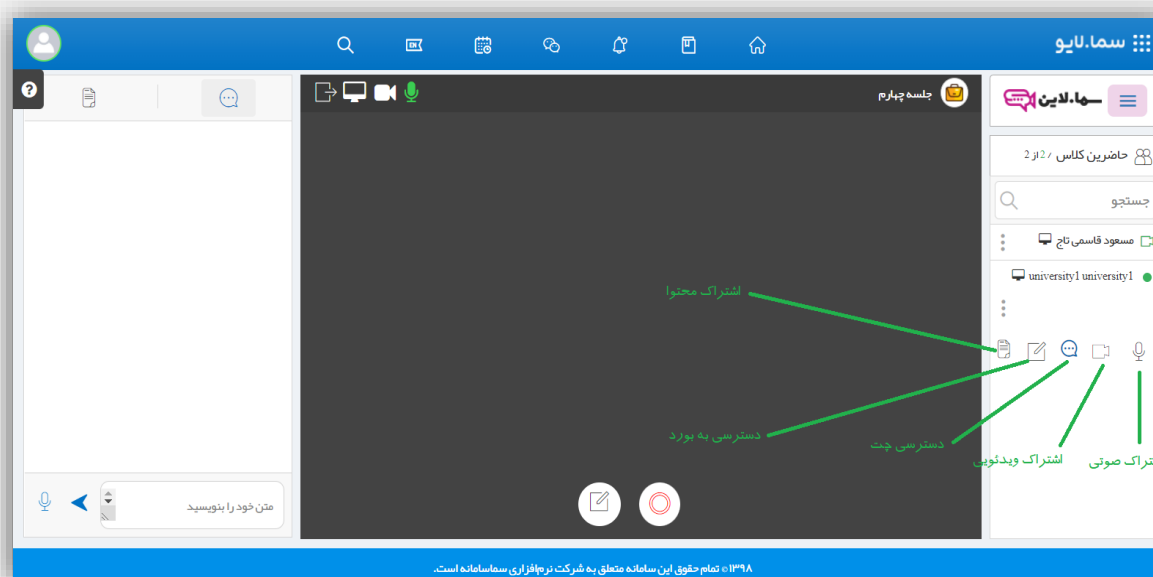 سما.لایو
سما.لاین
جلسه چهارم
?
حاضرین کلاس / 2 از 2
جستجو
مسعود قاسمی تاج
university1 university1
اشتراک محتوا
دسترسی به بورد
دسترسی چت
اشتراک ویدئویی
تراک صوتی
متن خود را بنویسید
۱۳۹۸ © تمام حقوق این سامانه متعلق به شرکت نرم‌افزاری سماسامانه است.